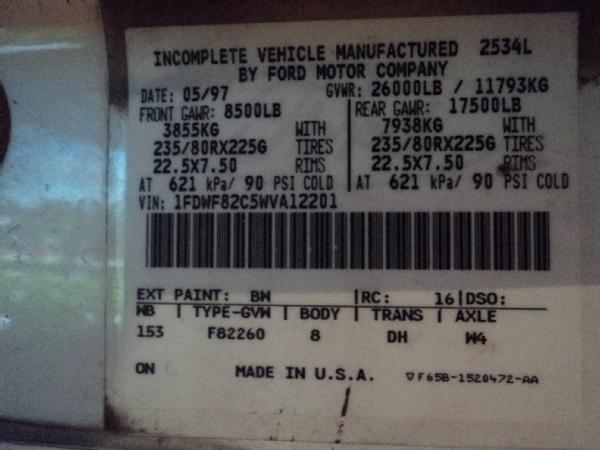 INCOMPLETE VEHICLE MANUFACTURED 2534L
BY FORD MOTOR COMPANY
DATE: 05/97 GVWR: 26000LB / 11793KG
FRONT GAWR: 8500LB REAR GAWR: 17500LB
3855KG WITH 7938KG WITH
235/80RX225G TIRES 235/80RX225G TIRES
22.5X7.50 RIMS 22.5X7.50 RIMS
AT 621 kPa/ 90 PSI COLD AT 621 kPa/ 90 PSI COLD
VIN: 1FDWF82C5WVA12201
EXT PAINT: BW |RC: 16|DSO:
WB | TYPE-GVW | BODY | TRANS | AXLE
153 F82260 8 DH W4
ON MADE IN U.S.A. ▽F65B-1520472-AA